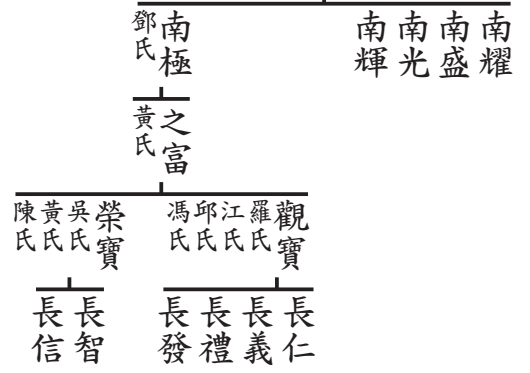 南耀
南盛
南光
南輝
南極
鄧氏
之富
黃氏
觀寶
羅氏
江氏
邱氏
馮氏
榮寶
吳氏
黃氏
陳氏
長仁
長義
長禮
長發
長智
長信